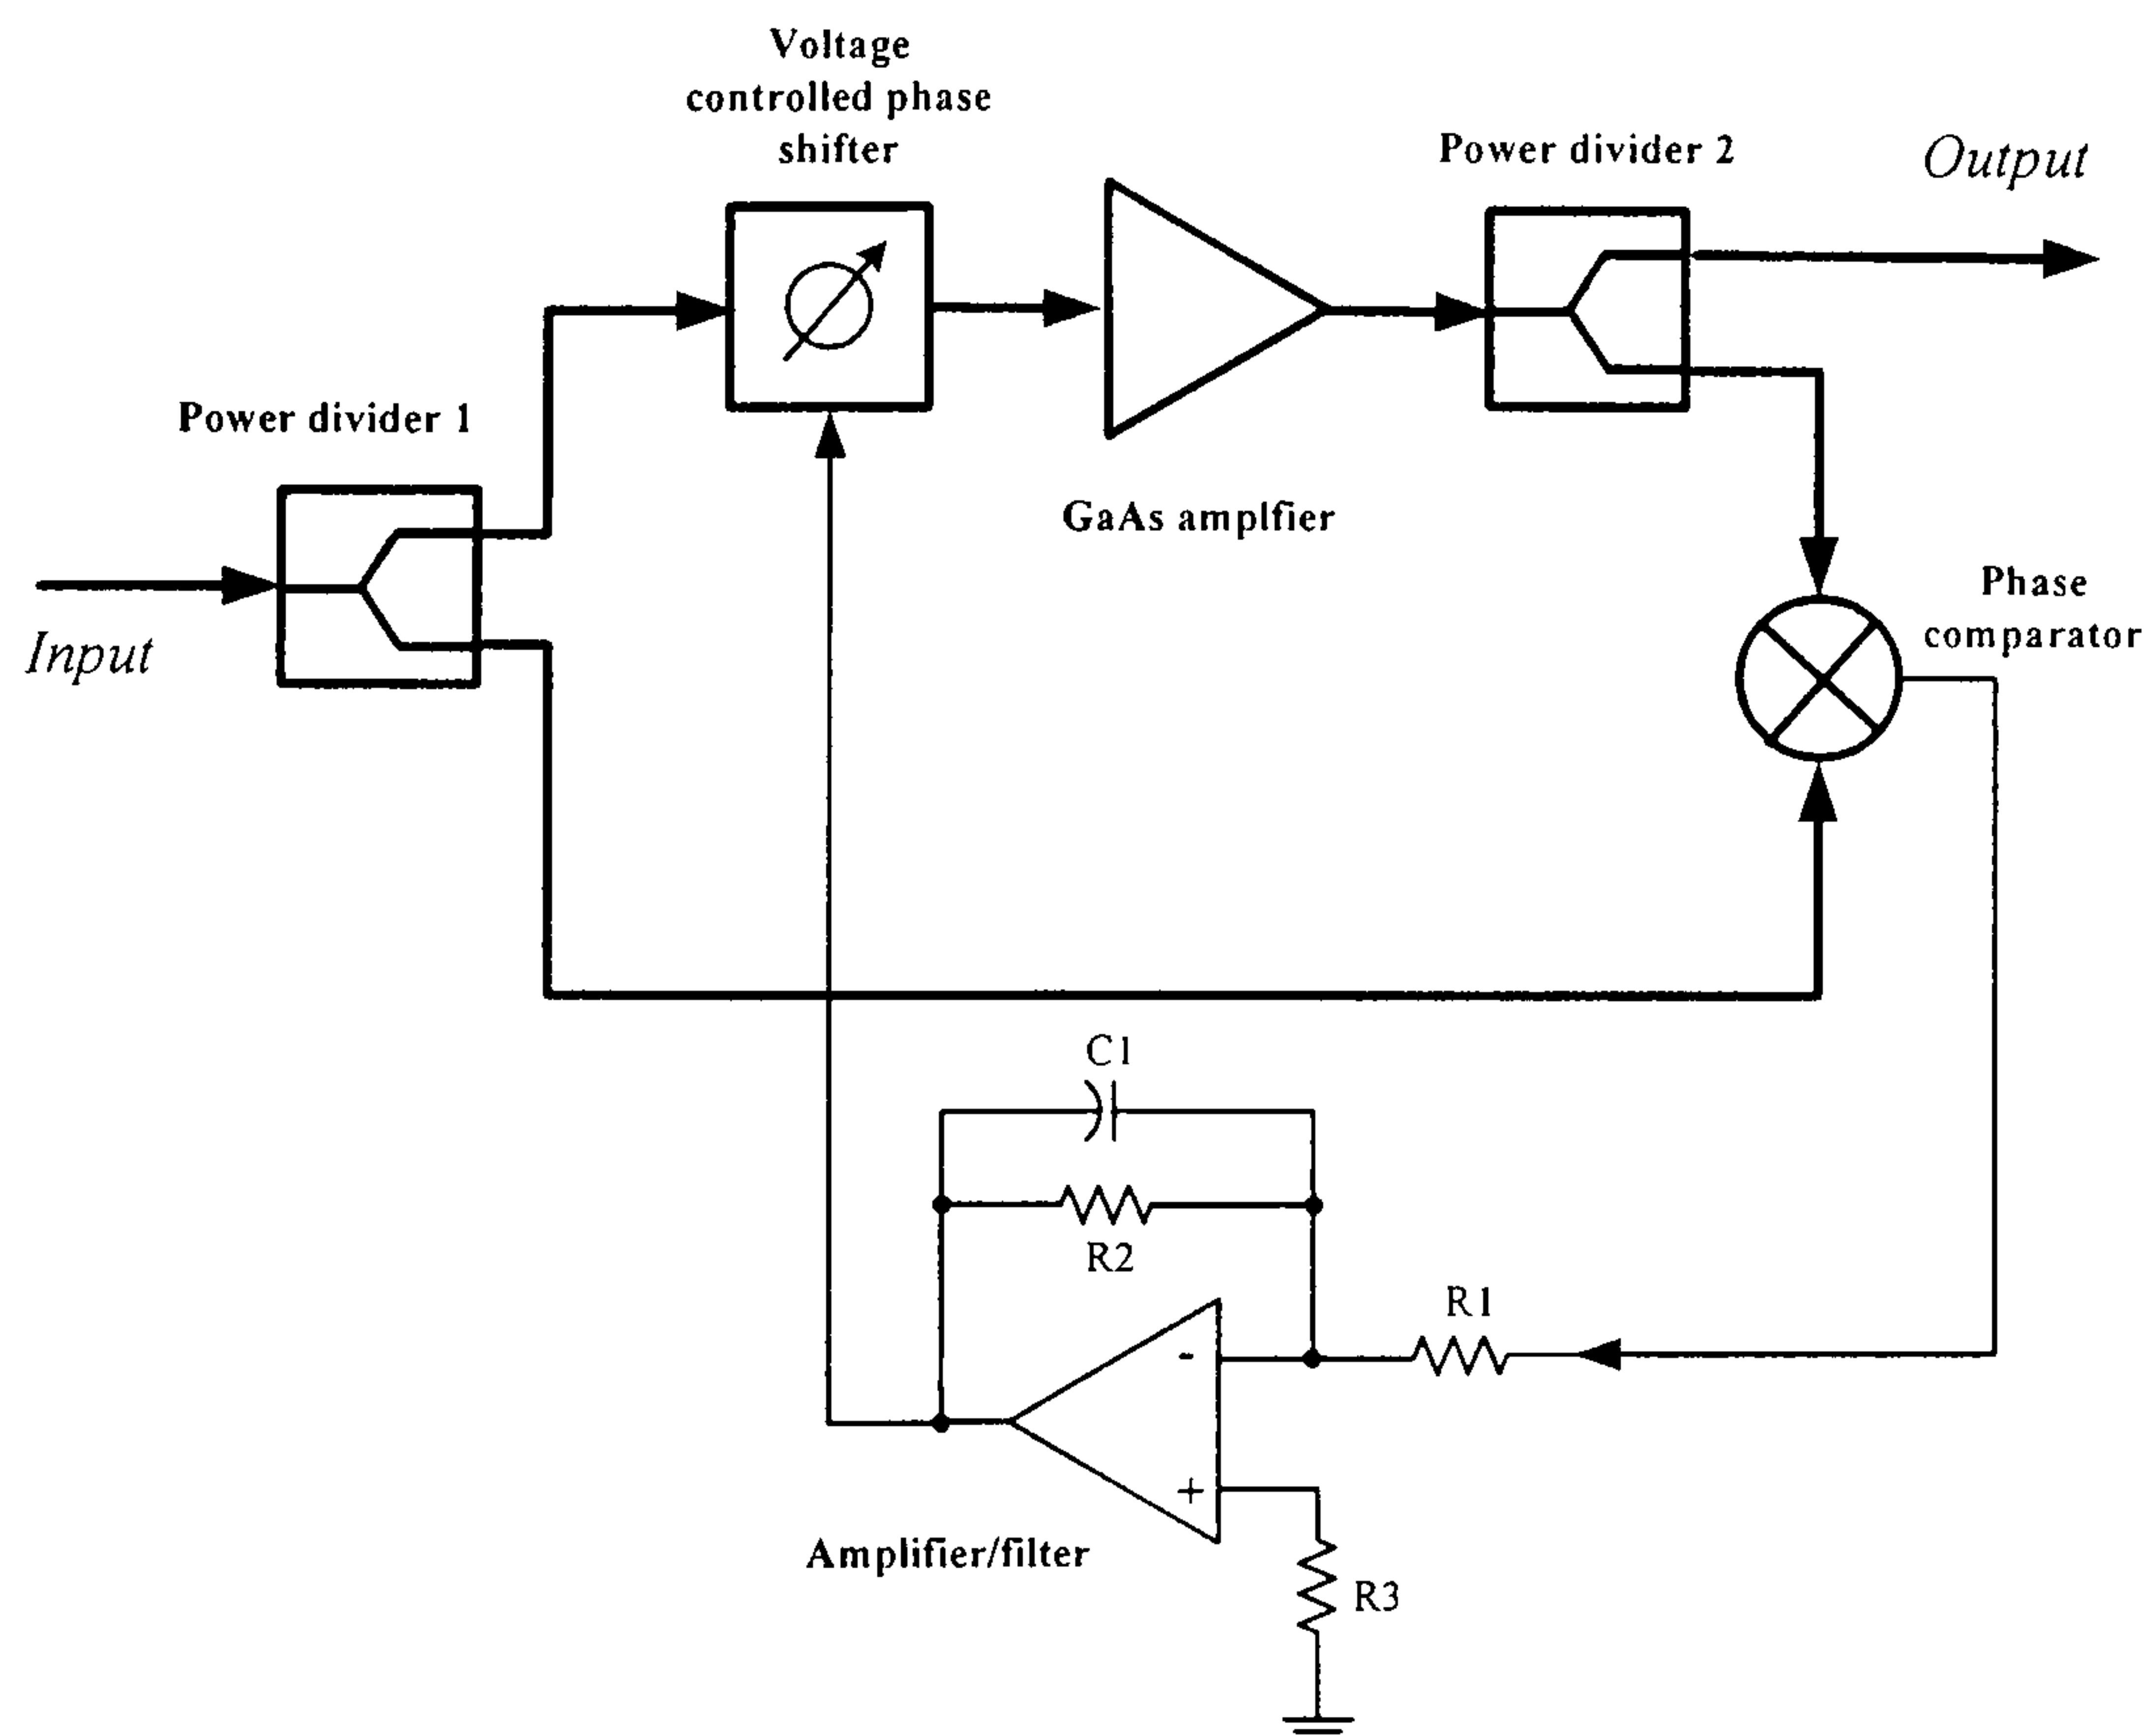 Voltage
controlled phase
shifter
Power divider 2
Output
Power divider 1
GaAs amplfier
Input
Phase
comparator
C1
R2
R1
-
+
Amplifier/filter
R3